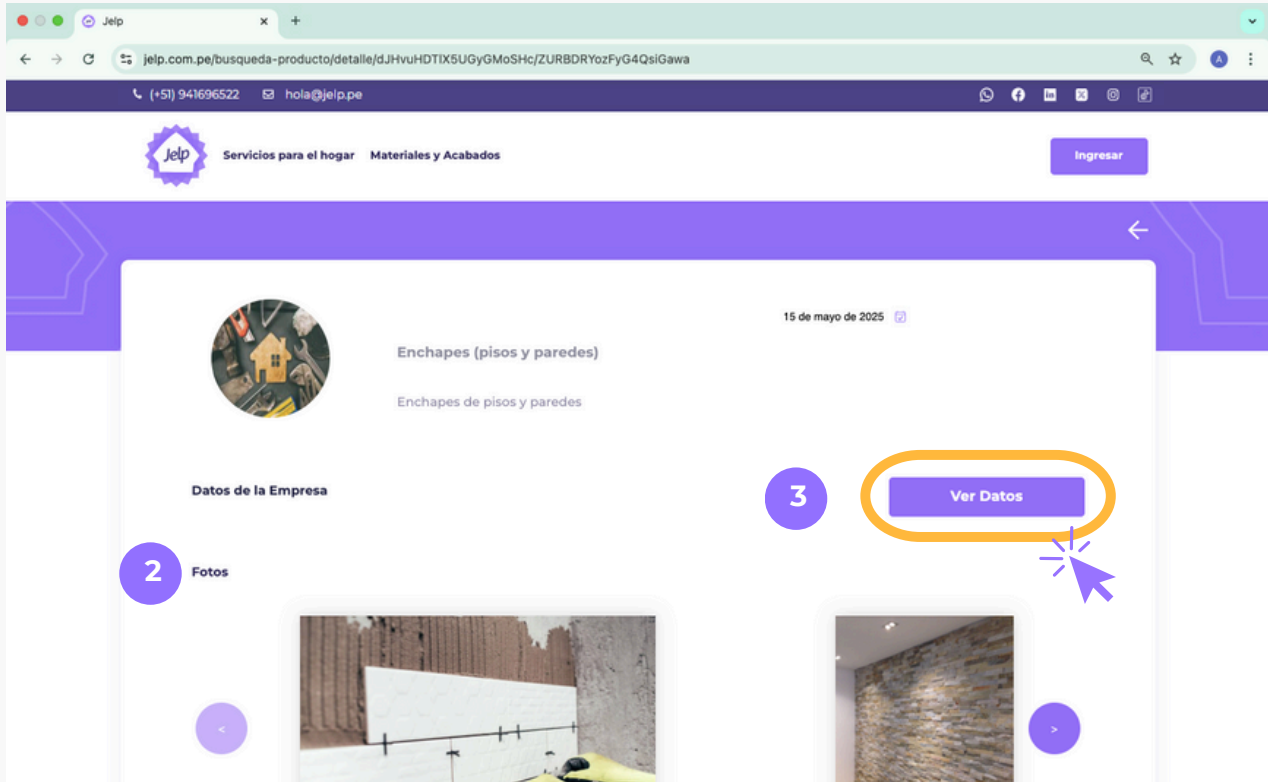 Jelp
jelp.com.pe/busqueda-producto/detalle/dJHvuHDTlX5UGyGMoSHc/ZURBDRYozFyG4QsiGawa
A
(+51) 941696522 hola@jelp.pe
Jelp
Servicios para el hogar Materiales y Acabados
Ingresar
15 de mayo de 2025
Enchapes (pisos y paredes)
Enchapes de pisos y paredes
Datos de la Empresa
3
Ver Datos
2
Fotos
< >